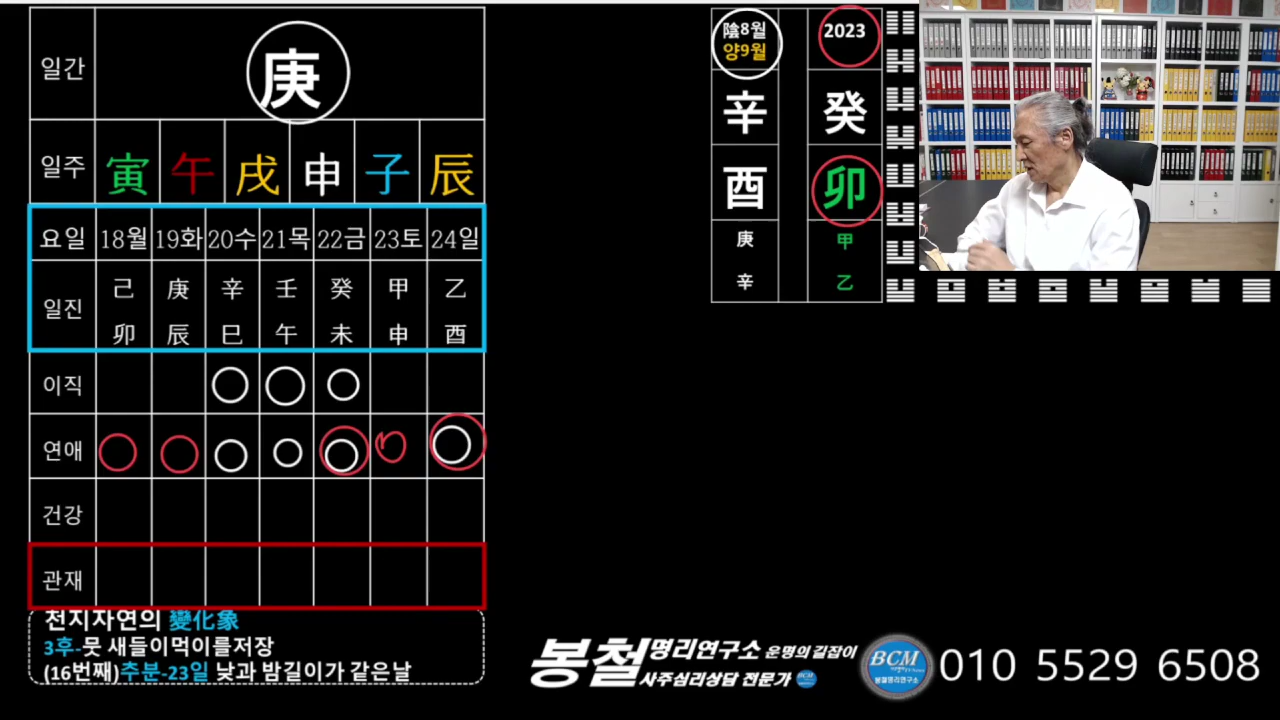 일간 庚
일주 寅 午 戌 申 子 辰
요일 18월 19화 20수 21목 22금 23토 24일
일진 己 庚 辛 壬 癸 甲 乙
卯 辰 巳 午 未 申 酉
이직
연애
건강
관재
천지자연의 變化象
3후-뭇 새들이먹이를저장
(16번째)추분-23일 낮과 밤길이가 같은날
陰8월 2023
양9월
辛 癸
酉 卯
庚 甲
辛 乙
봉철 명리연구소 운명의 길잡이
사주심리상담 전문가
BCM
봉철명리연구소
010 5529 6508